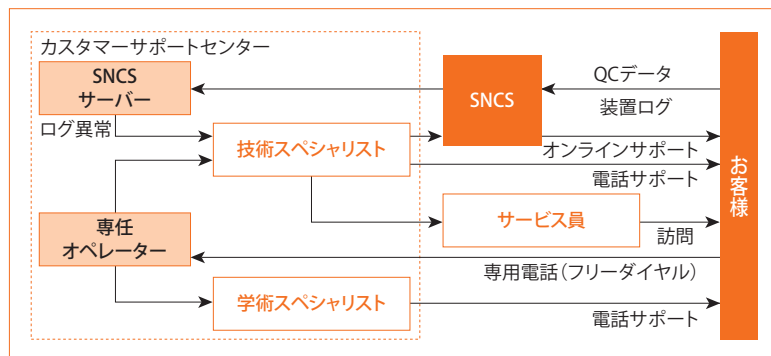 カスタマーサポートセンター
SNCS
サーバー
SNCS
QCデータ
装置ログ
ログ異常
技術スペシャリスト
オンラインサポート
電話サポート
お客様
サービス員
訪問
専任
オペレーター
専用電話（フリーダイヤル）
学術スペシャリスト
電話サポート